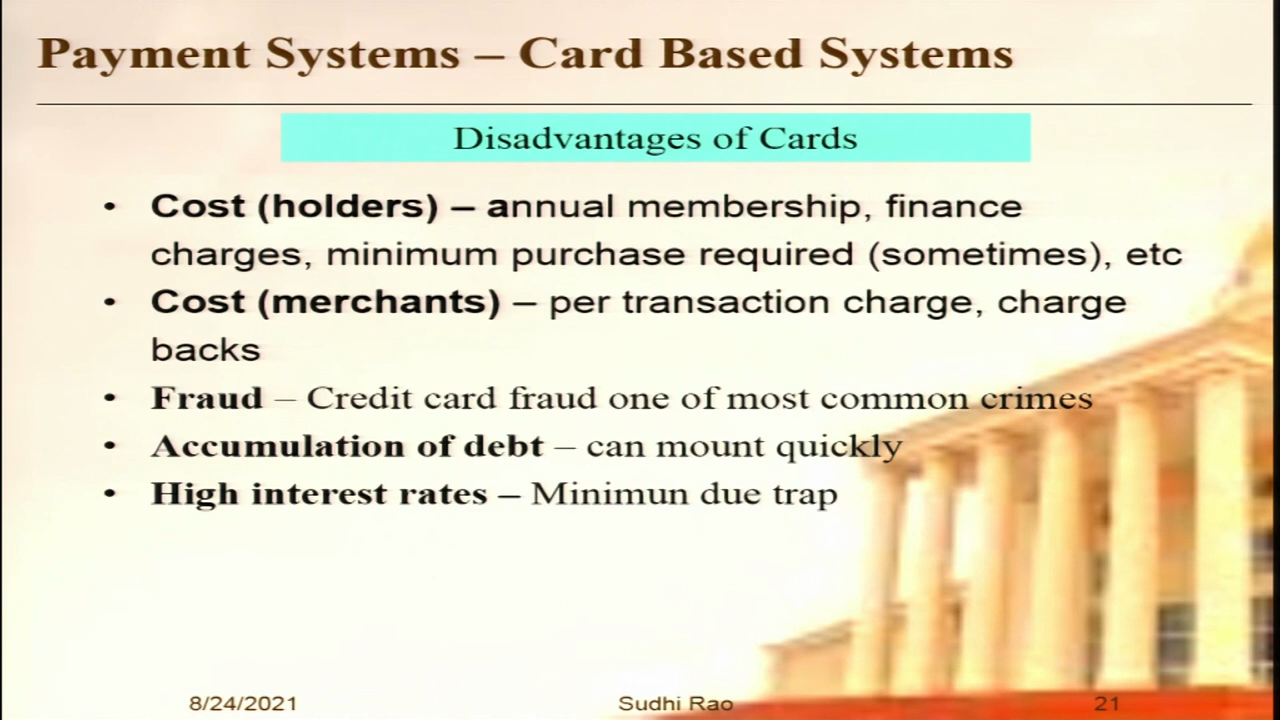 Payment Systems – Card Based Systems
Disadvantages of Cards
• Cost (holders) – annual membership, finance
charges, minimum purchase required (sometimes), etc
• Cost (merchants) – per transaction charge, charge
backs
• Fraud – Credit card fraud one of most common crimes
• Accumulation of debt – can mount quickly
• High interest rates – Minimun due trap
8/24/2021 Sudhi Rao 21